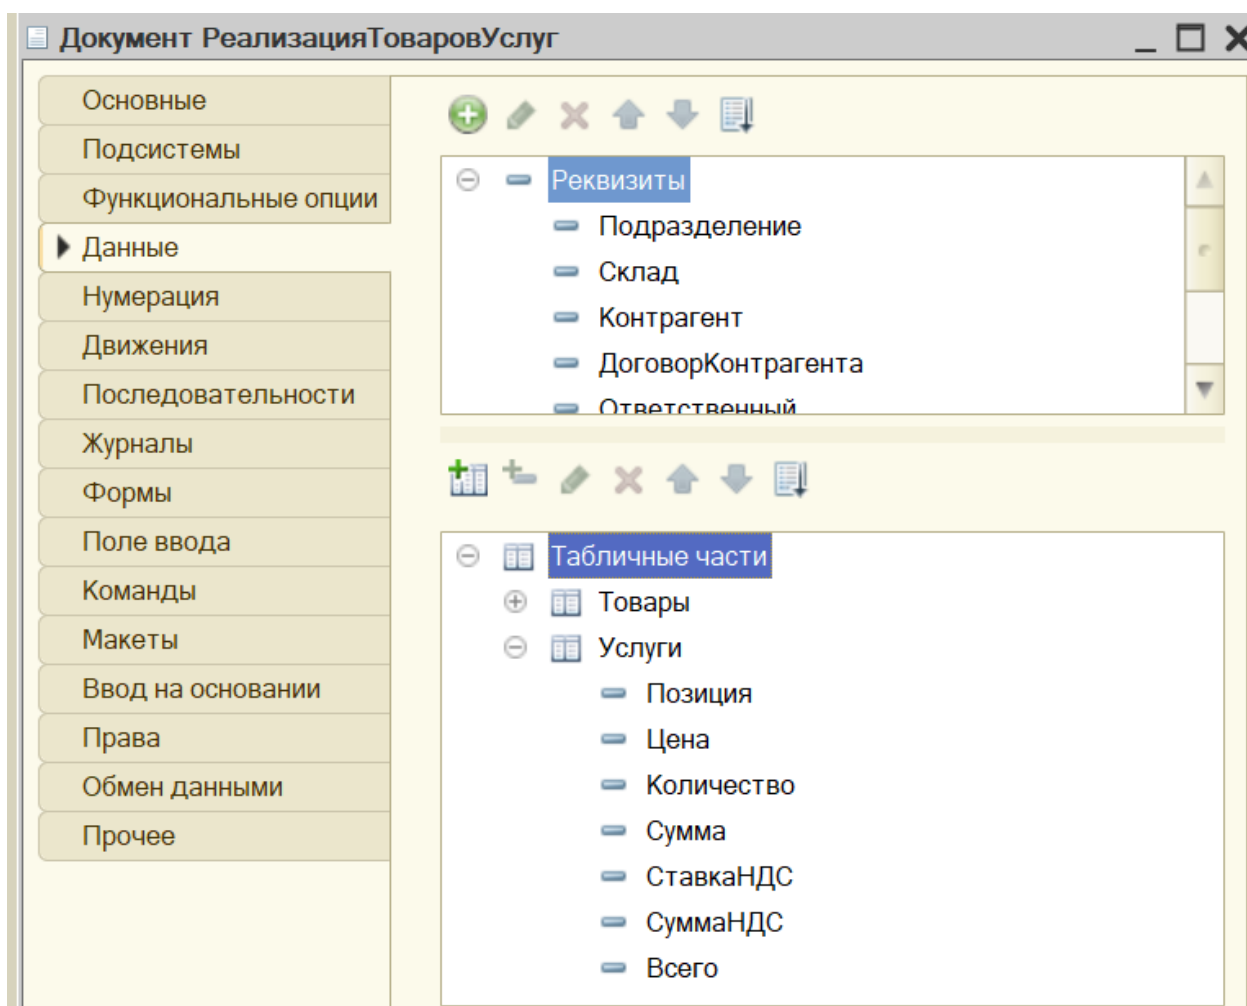 Документ РеализацияТоваровУслуг
Основные
Подсистемы
Функциональные опции
Данные
Нумерация
Движения
Последовательности
Журналы
Формы
Поле ввода
Команды
Макеты
Ввод на основании
Права
Обмен данными
Прочее
Реквизиты
Подразделение
Склад
Контрагент
ДоговорКонтрагента
Ответственный
Табличные части
Товары
Услуги
Позиция
Цена
Количество
Сумма
СтавкаНДС
СуммаНДС
Всего